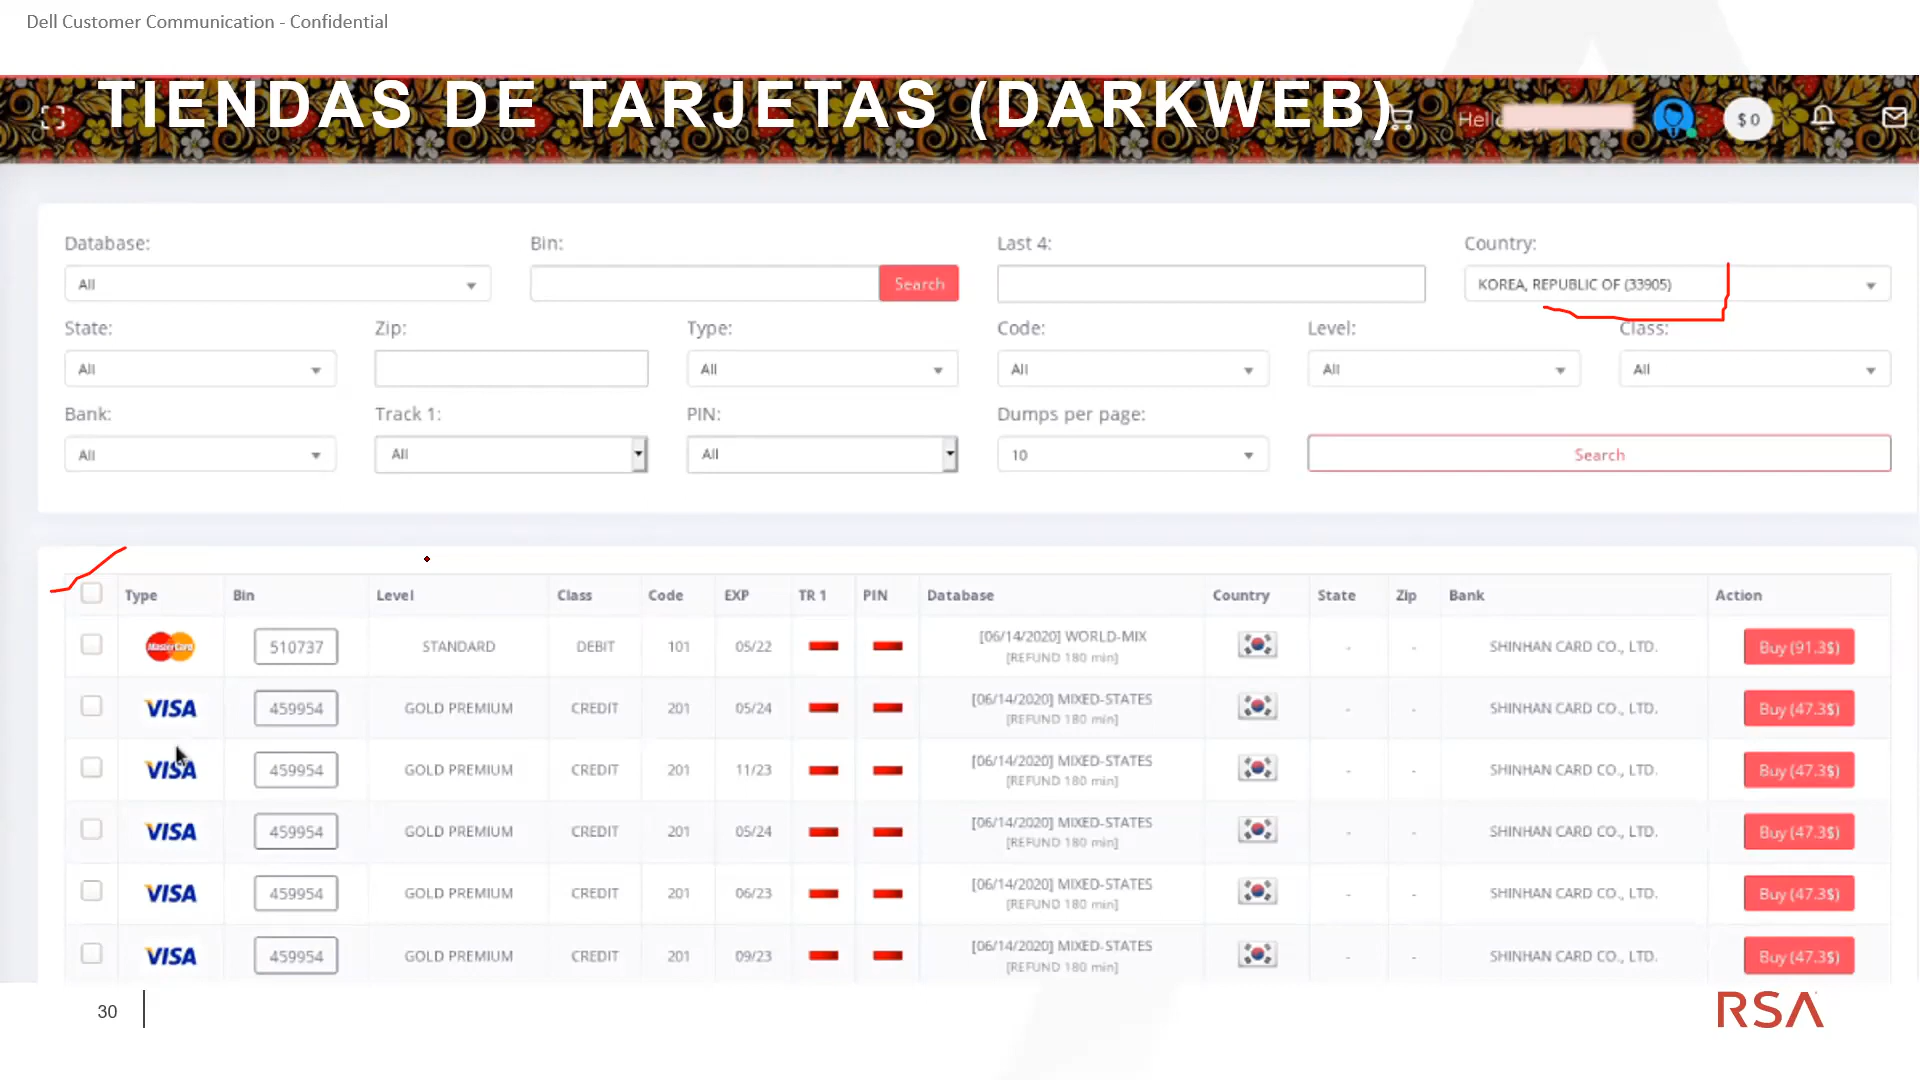 Dell Customer Communication - Confidential
TIENDAS DE TARJETAS (DARKWEB)
$ 0
Database: Bin: Last 4: Country:
All Search KOREA, REPUBLIC OF (33905)
State: Zip: Type: Code: Level: Class:
All All All All All
Bank: Track 1: PIN: Dumps per page:
All All All 10 Search
Type Bin Level Class Code EXP TR 1 PIN Database Country State Zip Bank Action
MasterCard 510737 STANDARD DEBIT 101 05/22 [06/14/2020] WORLD-MIX - - SHINHAN CARD CO., LTD. Buy (91.3$)
[REFUND 180 min]
VISA 459954 GOLD PREMIUM CREDIT 201 05/24 [06/14/2020] MIXED-STATES - - SHINHAN CARD CO., LTD. Buy (47.3$)
[REFUND 180 min]
VISA 459954 GOLD PREMIUM CREDIT 201 11/23 [06/14/2020] MIXED-STATES - - SHINHAN CARD CO., LTD. Buy (47.3$)
[REFUND 180 min]
VISA 459954 GOLD PREMIUM CREDIT 201 05/24 [06/14/2020] MIXED-STATES - - SHINHAN CARD CO., LTD. Buy (47.3$)
[REFUND 180 min]
VISA 459954 GOLD PREMIUM CREDIT 201 06/23 [06/14/2020] MIXED-STATES - - SHINHAN CARD CO., LTD. Buy (47.3$)
[REFUND 180 min]
VISA 459954 GOLD PREMIUM CREDIT 201 09/23 [06/14/2020] MIXED-STATES - - SHINHAN CARD CO., LTD. Buy (47.3$)
[REFUND 180 min]
30
RSA